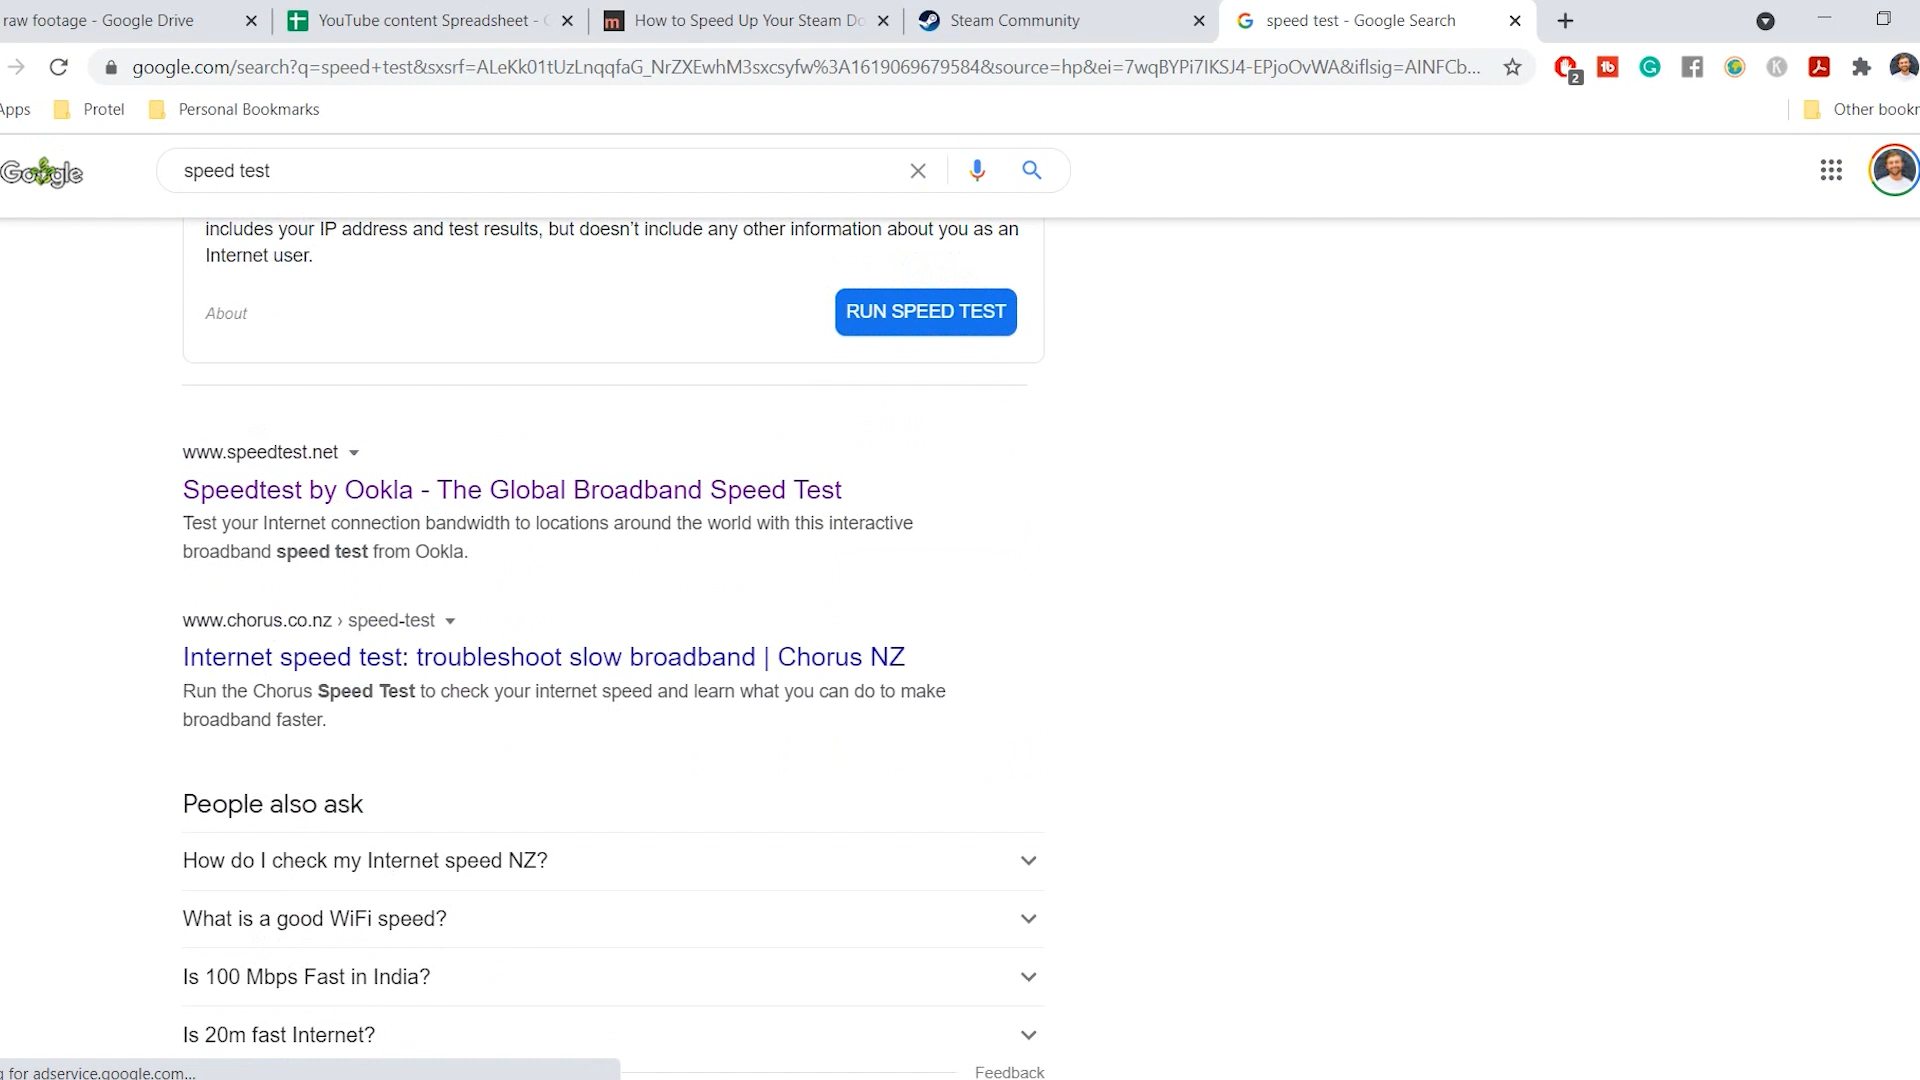 raw footage - Google Drive
YouTube content Spreadsheet -
How to Speed Up Your Steam Do
Steam Community
speed test - Google Search
google.com/search?q=speed+test&sxsrf=ALeKk01tUzLnqqfaG_NrZXEwhM3sxcsyfw%3A1619069679584&source=hp&ei=7wqBYPi7IKSJ4-EPjoOvWA&iflsig=AINFCb...
2
Apps
Protel
Personal Bookmarks
Other bookr
Google
speed test
includes your IP address and test results, but doesn't include any other information about you as an
Internet user.
About
RUN SPEED TEST
www.speedtest.net
Speedtest by Ookla - The Global Broadband Speed Test
Test your Internet connection bandwidth to locations around the world with this interactive
broadband speed test from Ookla.
www.chorus.co.nz › speed-test
Internet speed test: troubleshoot slow broadband | Chorus NZ
Run the Chorus Speed Test to check your internet speed and learn what you can do to make
broadband faster.
People also ask
How do I check my Internet speed NZ?
What is a good WiFi speed?
Is 100 Mbps Fast in India?
Is 20m fast Internet?
g for adservice.google.com...
Feedback